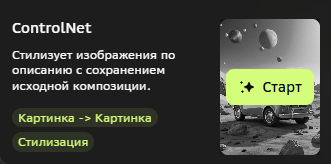 ControlNet
Стилизует изображения по
описанию с сохранением
исходной композиции.
Картинка -> Картинка
Стилизация
Старт